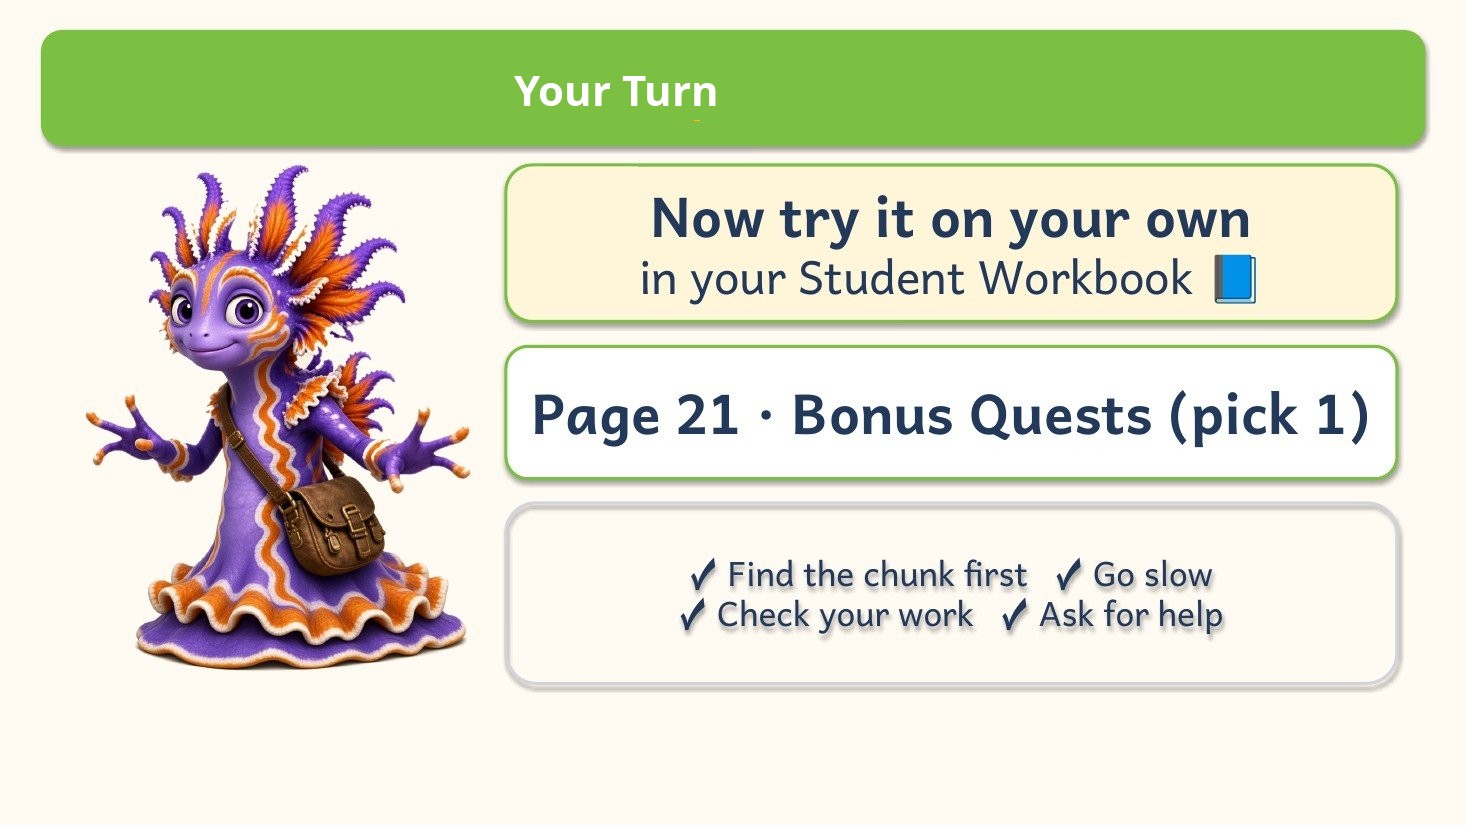 Your Turn
Now try it on your own
in your Student Workbook 📘
Page 21 · Bonus Quests (pick 1)
✓ Find the chunk first ✓ Go slow
✓ Check your work ✓ Ask for help